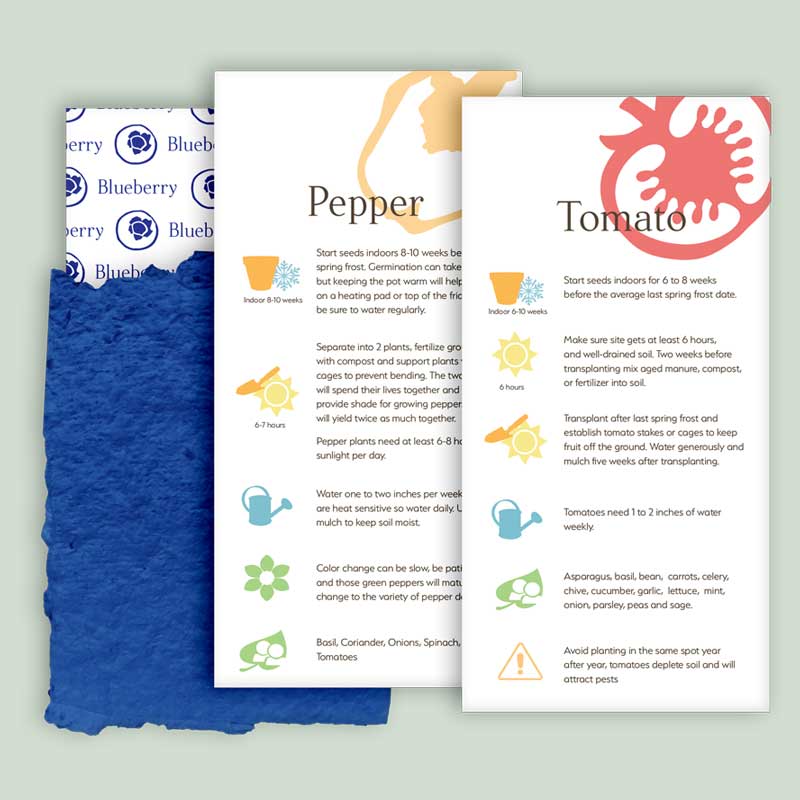 Blueberry
Blueberry
Pepper
Start seeds indoors 8-10 weeks
spring frost. Germination can take
but keeping the pot warm will help
on a heating pad or top of the
be sure to water regularly.
Indoor 8-10 weeks
Separate into 2 plants, fertilize
with compost and support plants
cages to prevent bending. The
will spend their lives together and
provide shade for growing
will yield twice as much together.
6-7 hours
Pepper plants need at least 6-8
sunlight per day.
Water one to two inches per
are heat sensitive so water daily.
mulch to keep soil moist.
Color change can be slow, be
and those green peppers will
change to the variety of pepper
Basil, Coriander, Onions, Spinach,
Tomatoes
Tomato
Start seeds indoors for 6 to 8 weeks
before the average last spring frost date.
Indoor 6-10 weeks
Make sure site gets at least 6 hours,
and well-drained soil. Two weeks before
transplanting mix aged manure, compost,
or fertilizer into soil.
6 hours
Transplant after last spring frost and
establish tomato stakes or cages to keep
fruit off the ground. Water generously and
mulch five weeks after transplanting.
Tomatoes need 1 to 2 inches of water
weekly.
Asparagus, basil, bean, carrots, celery,
chive, cucumber, garlic, lettuce, mint,
onion, parsley, peas and sage.
Avoid planting in the same spot year
after year, tomatoes deplete soil and will
attract pests